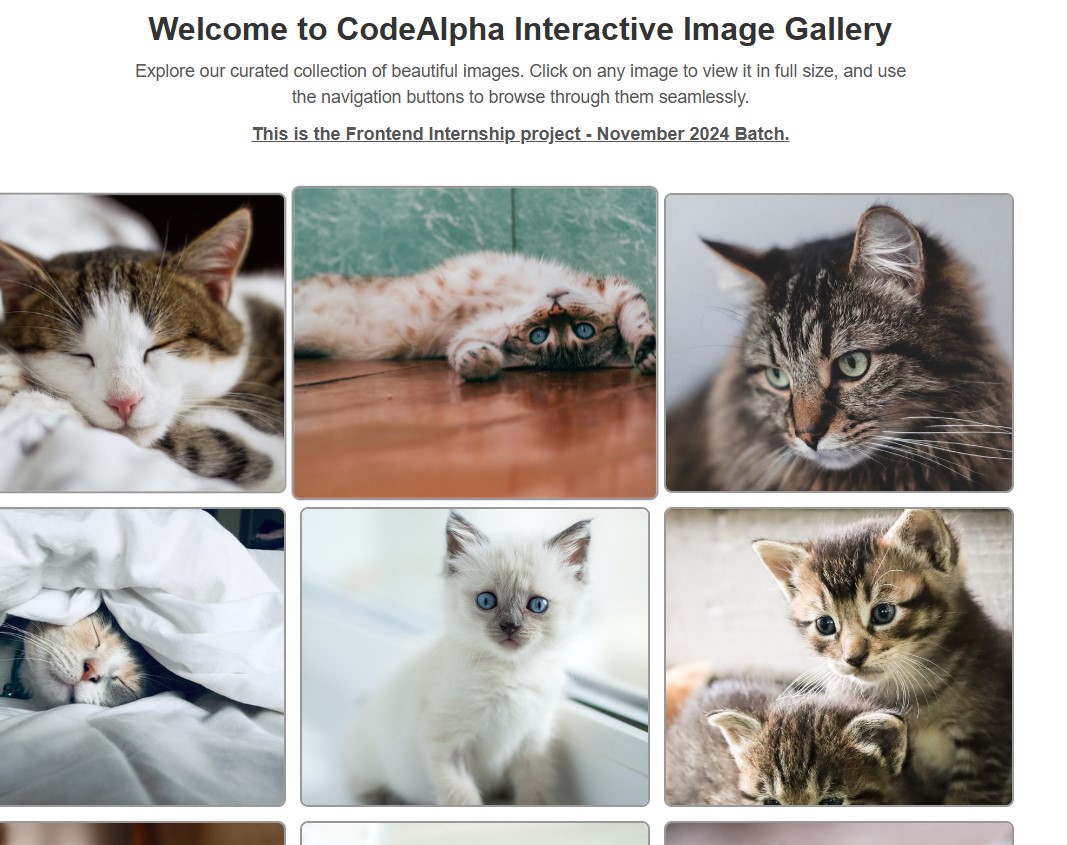 Welcome to CodeAlpha Interactive Image Gallery
Explore our curated collection of beautiful images. Click on any image to view it in full size, and use
the navigation buttons to browse through them seamlessly.
This is the Frontend Internship project - November 2024 Batch.